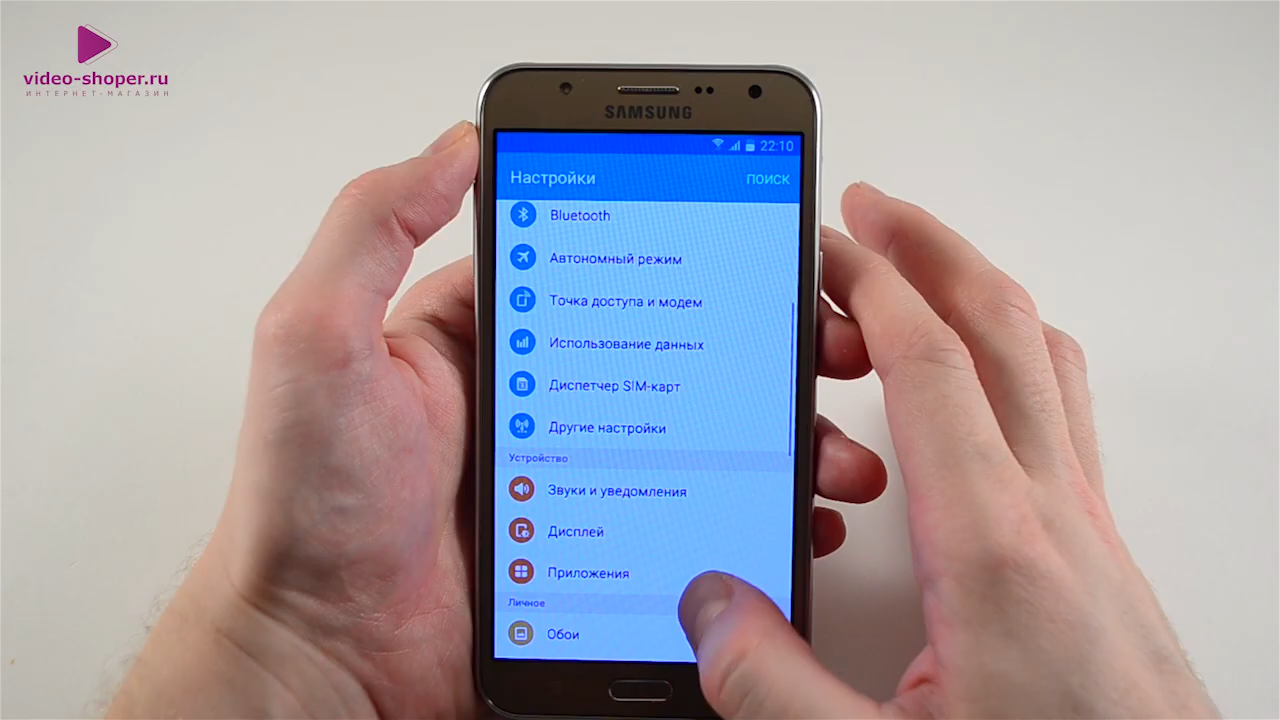 video-shoper.ru
ИНТЕРНЕТ-МАГАЗИН
SAMSUNG
22:10
Настройки
ПОИСК
Bluetooth
Автономный режим
Точка доступа и модем
Использование данных
Диспетчер SIM-карт
Другие настройки
Устройство
Звуки и уведомления
Дисплей
Приложения
Личное
Обои